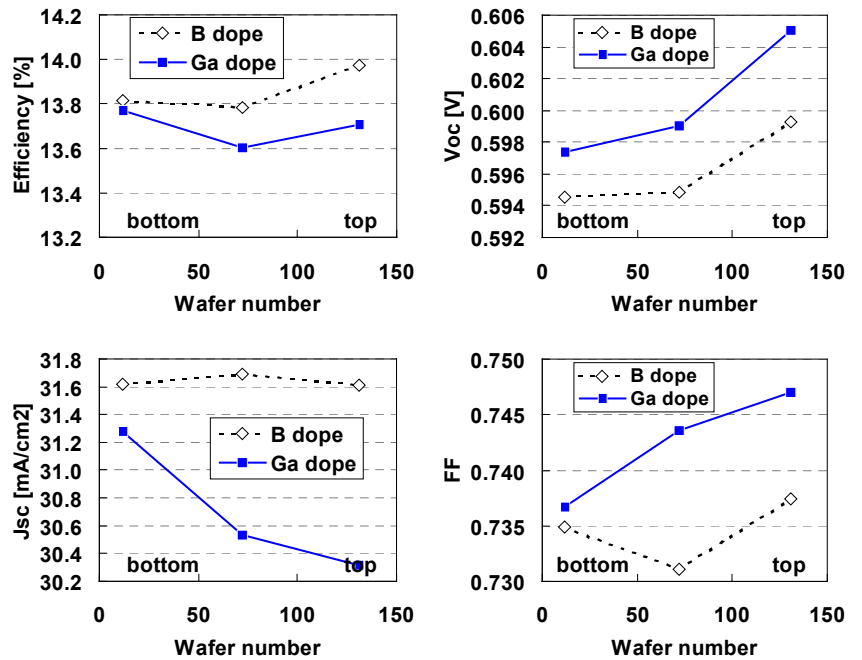 Efficiency [%]
14.2
14.0
13.8
13.6
13.4
13.2
B dope
Ga dope
bottom
top
0
50
100
150
Wafer number
Voc [V]
0.606
0.604
0.602
0.600
0.598
0.596
0.594
0.592
B dope
Ga dope
bottom
top
0
50
100
150
Wafer number
Jsc [mA/cm2]
31.8
31.6
31.4
31.2
31.0
30.8
30.6
30.4
30.2
B dope
Ga dope
bottom
top
0
50
100
150
Wafer number
FF
0.750
0.745
0.740
0.735
0.730
B dope
Ga dope
bottom
top
0
50
100
150
Wafer number